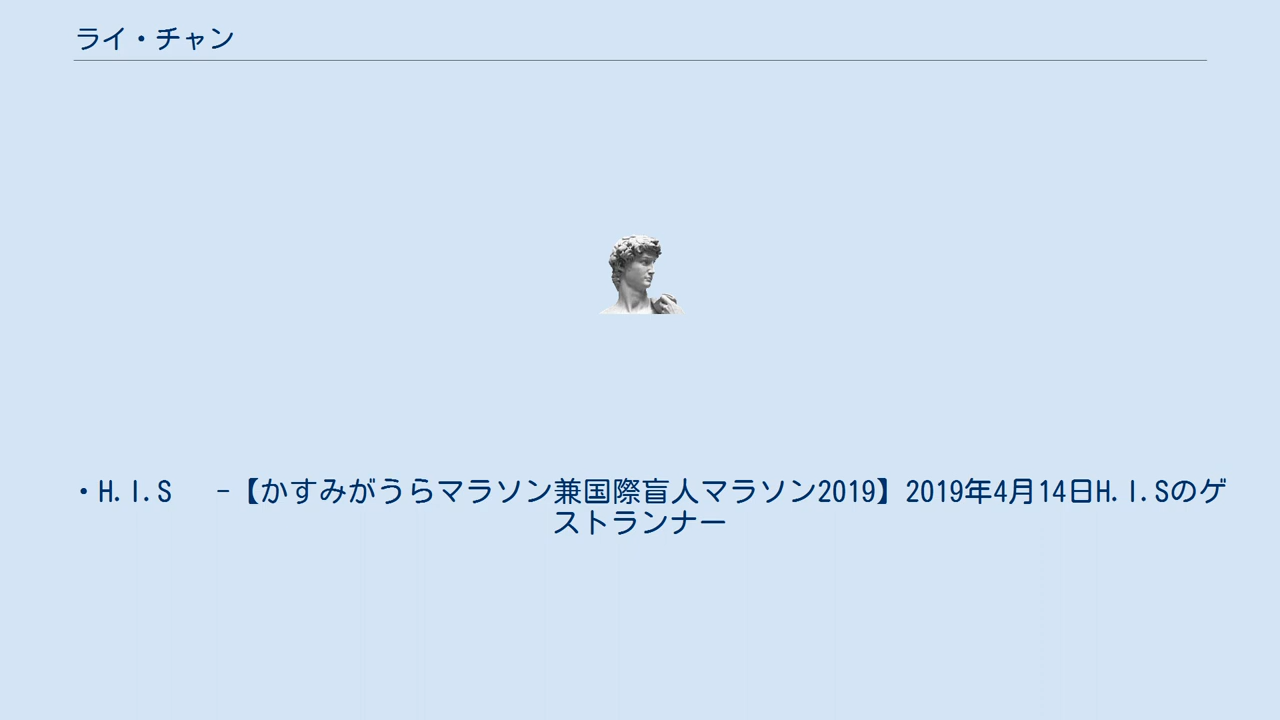 ライ・チャン
・H.I.S　 -【かすみがうらマラソン兼国際盲人マラソン2019】2019年4月14日H.I.Sのゲ
ストランナー